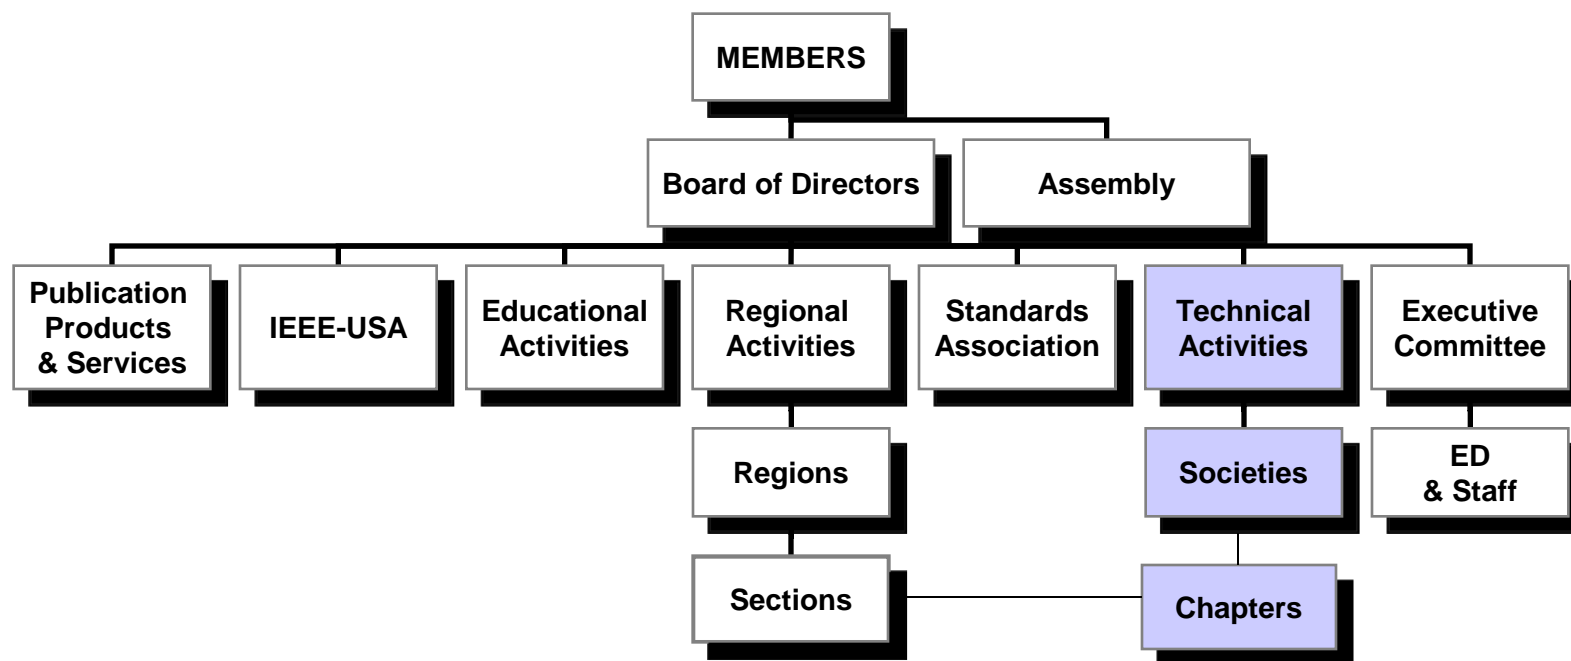 MEMBERS
Board of Directors
Assembly
Publication
Products
& Services
IEEE-USA
Educational
Activities
Regional
Activities
Standards
Association
Technical
Activities
Executive
Committee
Regions
Societies
ED
& Staff
Sections
Chapters